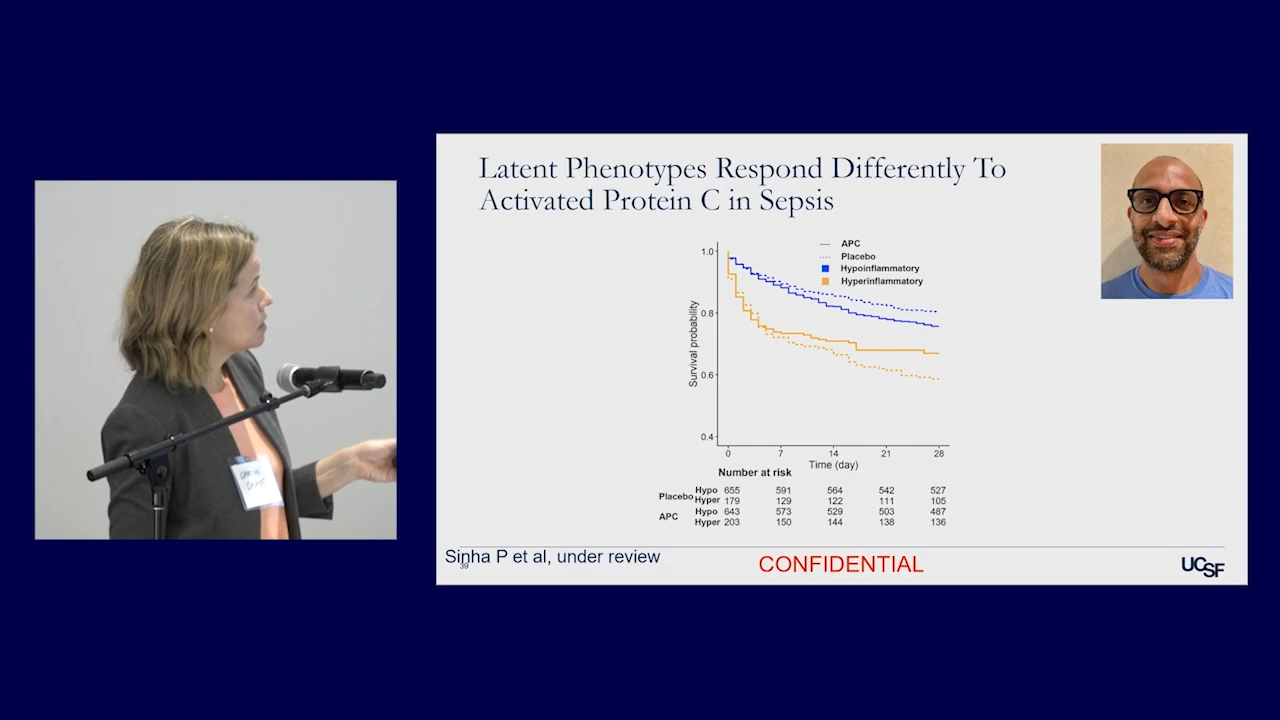 Latent Phenotypes Respond Differently To
Activated Protein C in Sepsis
APC
Placebo
Hypoinflammatory
Hyperinflammatory
Survival probability
1.0
0.8
0.6
0.4
0 7 14 21 28
Time (day)
Number at risk
Placebo
Hypo 655 591 564 542 527
Hyper 179 129 122 111 105
APC
Hypo 643 573 529 503 487
Hyper 203 150 144 138 136
Sinha P et al, under review
39
CONFIDENTIAL
UCSF